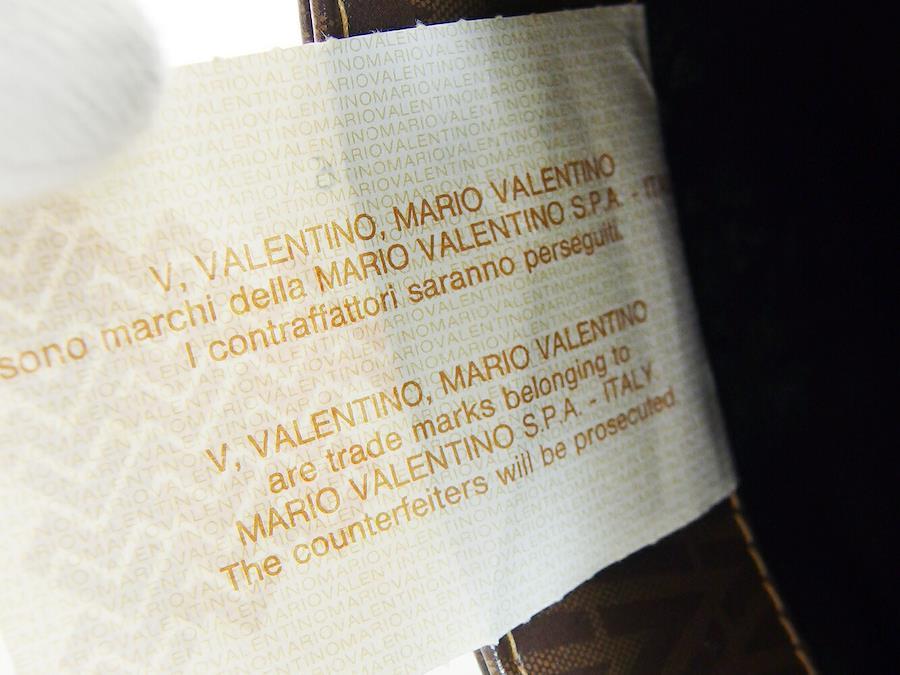 V, VALENTINO, MARIO VALENTINO
sono marchi della MARIO VALENTINO S.P.A. - ITA
I contraffattori saranno perseguiti.
V, VALENTINO, MARIO VALENTINO
are trade marks belonging to
MARIO VALENTINO S.P.A. - ITALY.
The counterfeiters will be prosecuted.